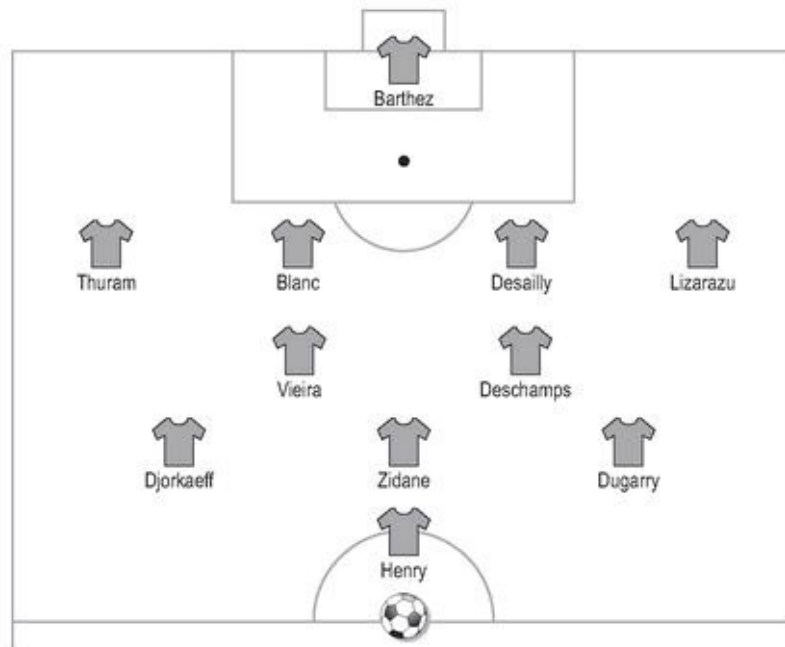 Barthez
Thuram Blanc Desailly Lizarazu
Vieira Deschamps
Djorkaeff Zidane Dugarry
Henry